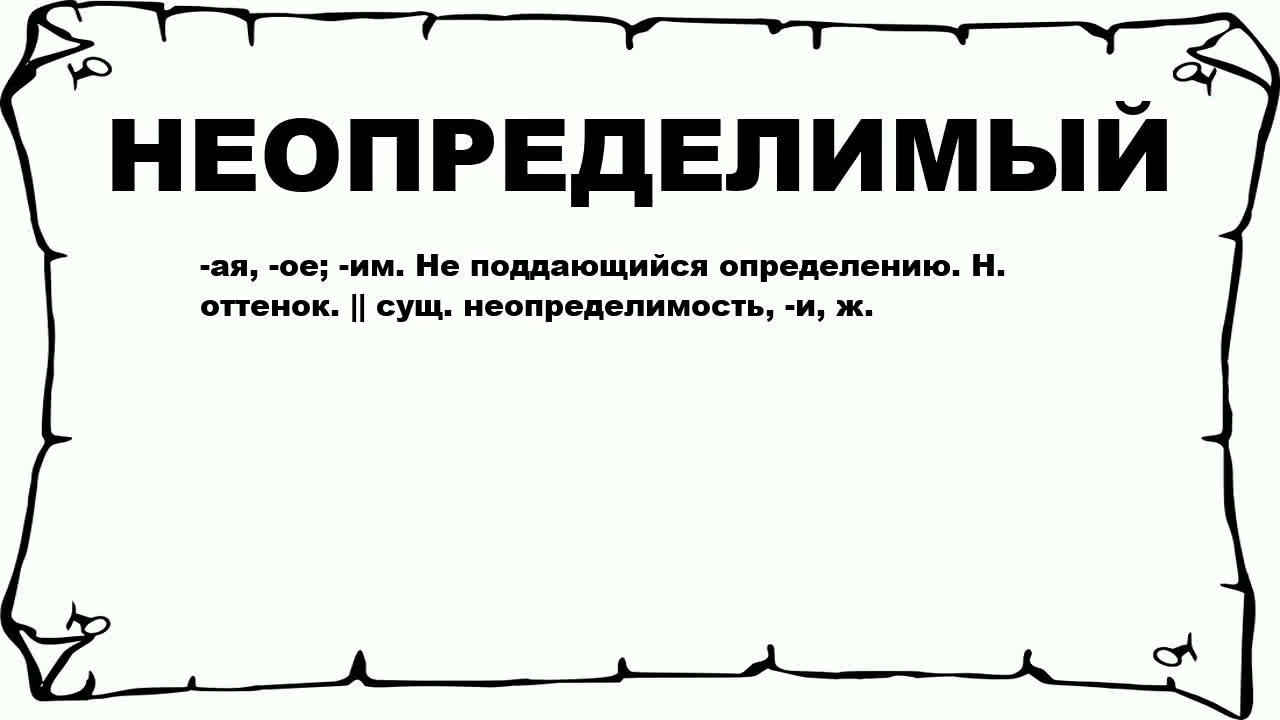 НЕОПРЕДЕЛИМЫЙ
-ая, -ое; -им. Не поддающийся определению. Н.
оттенок. || сущ. неопределимость, -и, ж.